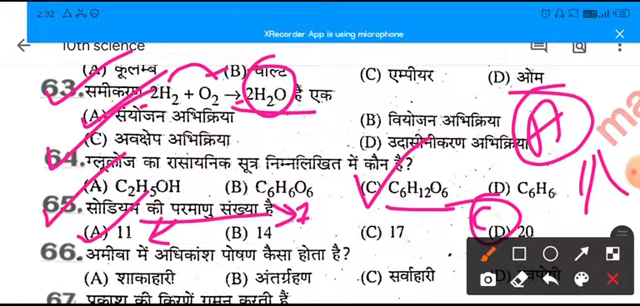 2:32
XRecorder App is using microphone
10th science
(A) कूलम्ब (B) वोल्ट (C) एम्पीयर (D) ओम
63. समीकरण 2H₂ + O₂ → 2H₂O है एक
(A) संयोजन अभिक्रिया (B) वियोजन अभिक्रिया
(C) अवक्षेप अभिक्रिया (D) उदासीनीकरण अभिक्रिया
A
64. ग्लूकोज का रासायनिक सूत्र निम्नलिखित में कौन है?
(A) C₂H₅OH (B) C₆H₆O₆ (C) C₆H₁₂O₆ (D) C₆H₆
65. सोडियम की परमाणु संख्या है
(A) 11 (B) 14 (C) 17 (D) 20
66. अमीबा में अधिकांश पोषण कैसा होता है?
(A) शाकाहारी (B) अंतर्ग्रहण (C) सर्वाहारी (D)
67. प्रकाश की किरणें गमन करती हैं